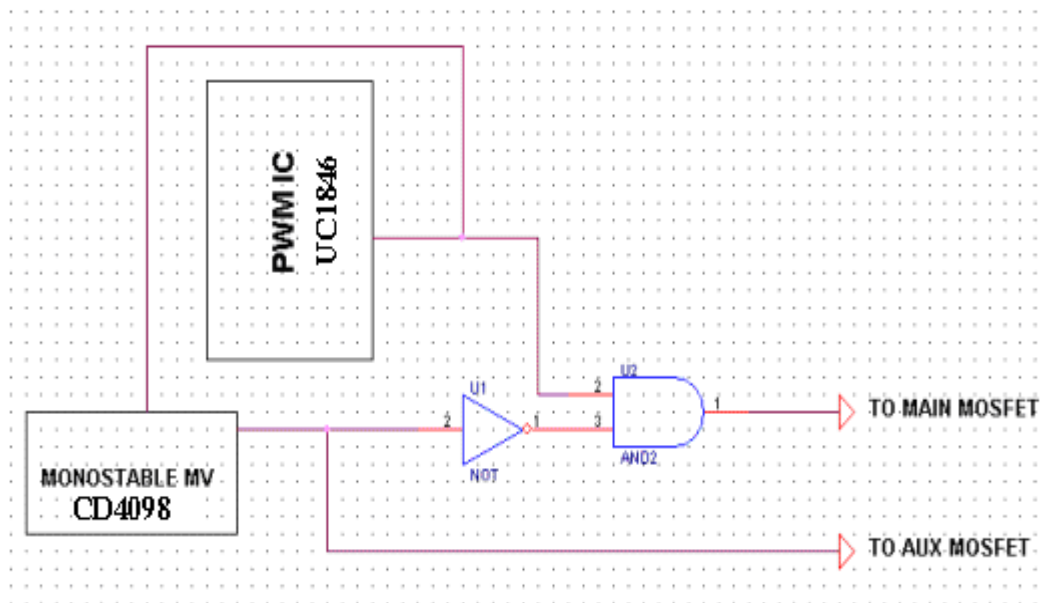 PWM IC
UC1846
U1
2
1
NOT
U2
2
3
1
AND2
TO MAIN MOSFET
MONOSTABLE MV
CD4098
TO AUX MOSFET